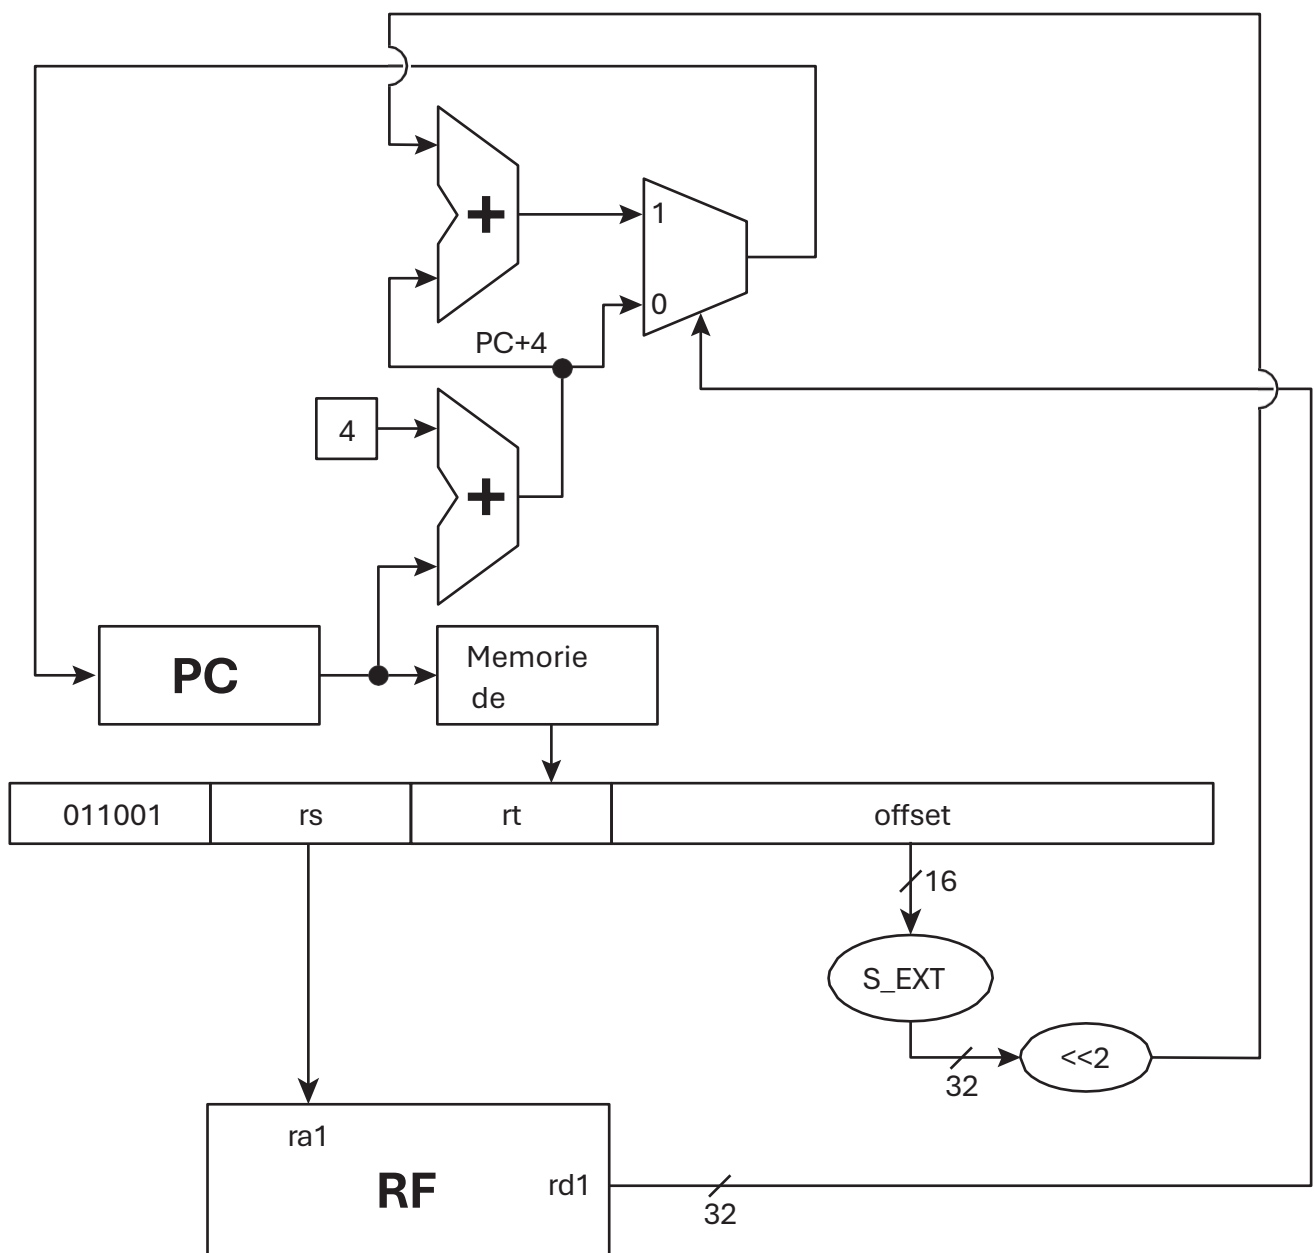 +
1
0
PC+4
4
+
PC
Memorie
de
011001 rs rt offset
16
S_EXT
<<2
32
ra1
RF
rd1
32